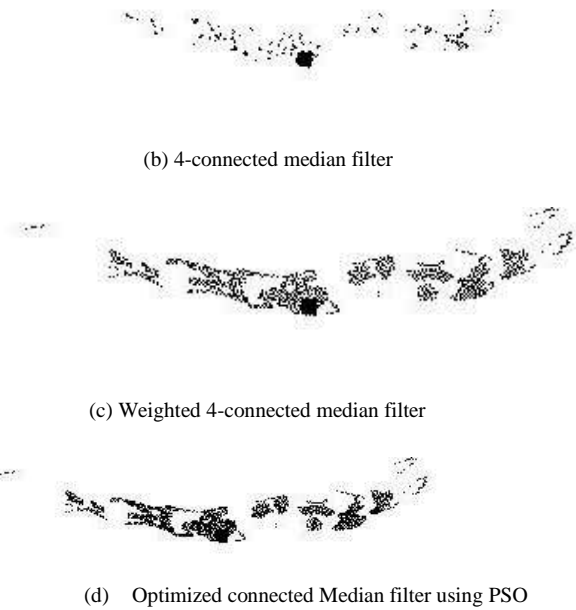 (b) 4-connected median filter
(c) Weighted 4-connected median filter
(d) Optimized connected Median filter using PSO